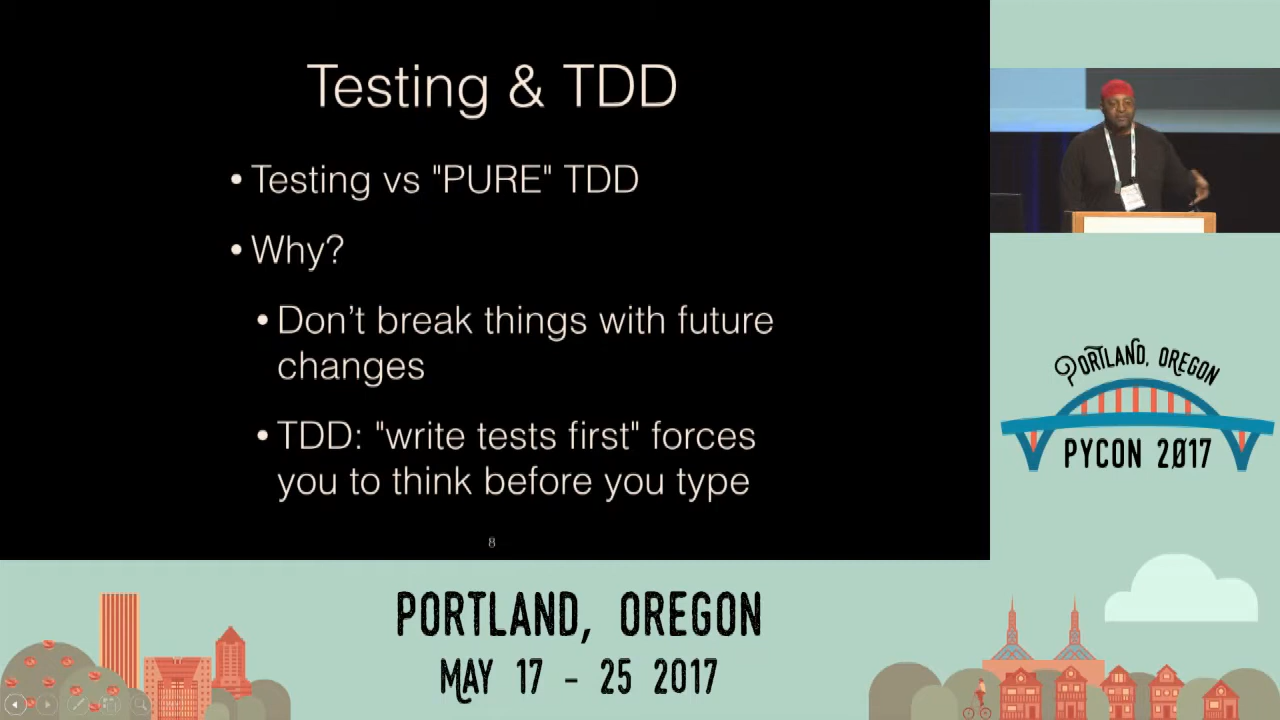 Testing & TDD
• Testing vs "PURE" TDD
• Why?
• Don’t break things with future
changes
• TDD: "write tests first" forces
you to think before you type
8
PORTLAND, OREGON
PYCON 2017
PORTLAND, OREGON
MAY 17 - 25 2017